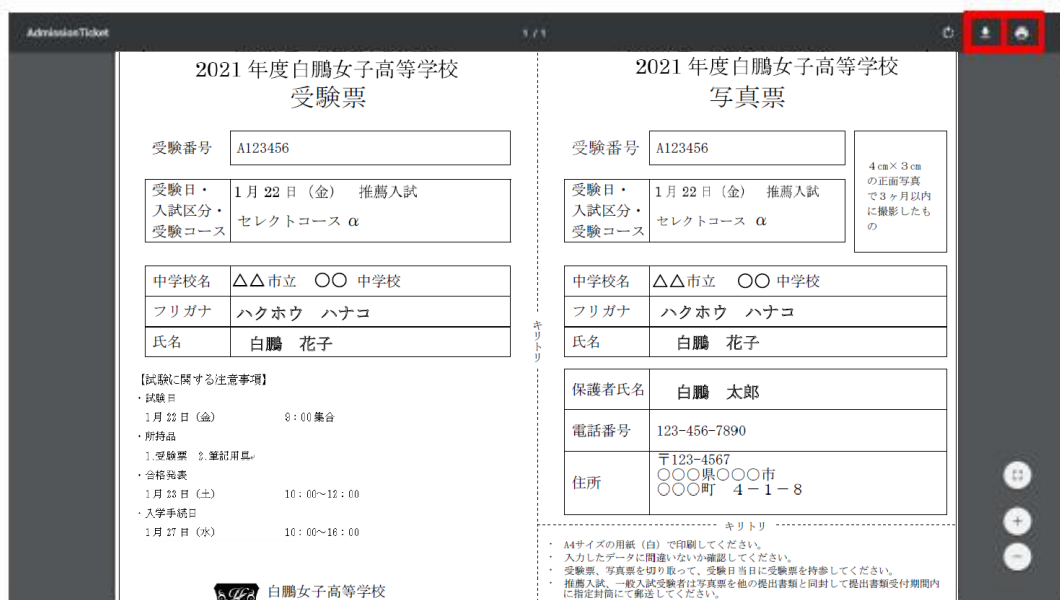 AdmissionTicket
1 / 1
2021 年度白鵬女子高等学校
受験票
受験番号 A123456
受験日・
入試区分・
受験コース
1月 22 日（金） 推薦入試
セレクトコース α
中学校名 △△市立 〇〇 中学校
フリガナ ハクホウ ハナコ
氏名 白鵬 花子
【試験に関する注意事項】
・試験日
1月 22 日（金） 9：00 集合
・所持品
1.受験票 2.筆記用具
・合格発表
1月 23 日（土） 10：00～12：00
・入学手続日
1月 27 日（水） 10：00～16：00
白鵬女子高等学校
キリトリ
2021 年度白鵬女子高等学校
写真票
受験番号 A123456
4㎝×3㎝
の正面写真
で3ヶ月以内
に撮影したも
の
受験日・
入試区分・
受験コース
1月 22 日（金） 推薦入試
セレクトコース α
中学校名 △△市立 〇〇 中学校
フリガナ ハクホウ ハナコ
氏名 白鵬 花子
保護者氏名 白鵬 太郎
電話番号 123-456-7890
住所
〒123-4567
〇〇〇県〇〇〇市
〇〇〇町 4－1－8
キリトリ
・ A4サイズの用紙（白）で印刷してください。
・ 入力したデータに間違いないか確認してください。
・ 受験票、写真票を切り取って、受験日当日に受験票を持参してください。
・ 推薦入試、一般入試受験者は写真票を他の提出書類と同封して提出書類受付期間内
に指定封筒にて郵送してください。